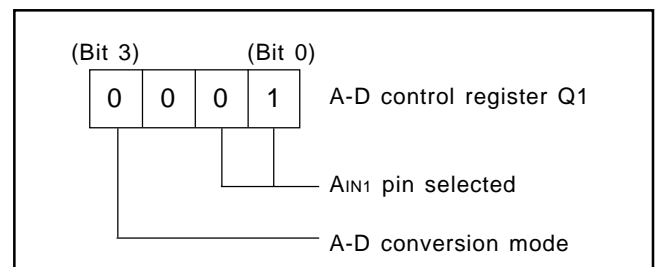 (Bit 3) (Bit 0)
0 0 0 1 A-D control register Q1
AIN1 pin selected
A-D conversion mode